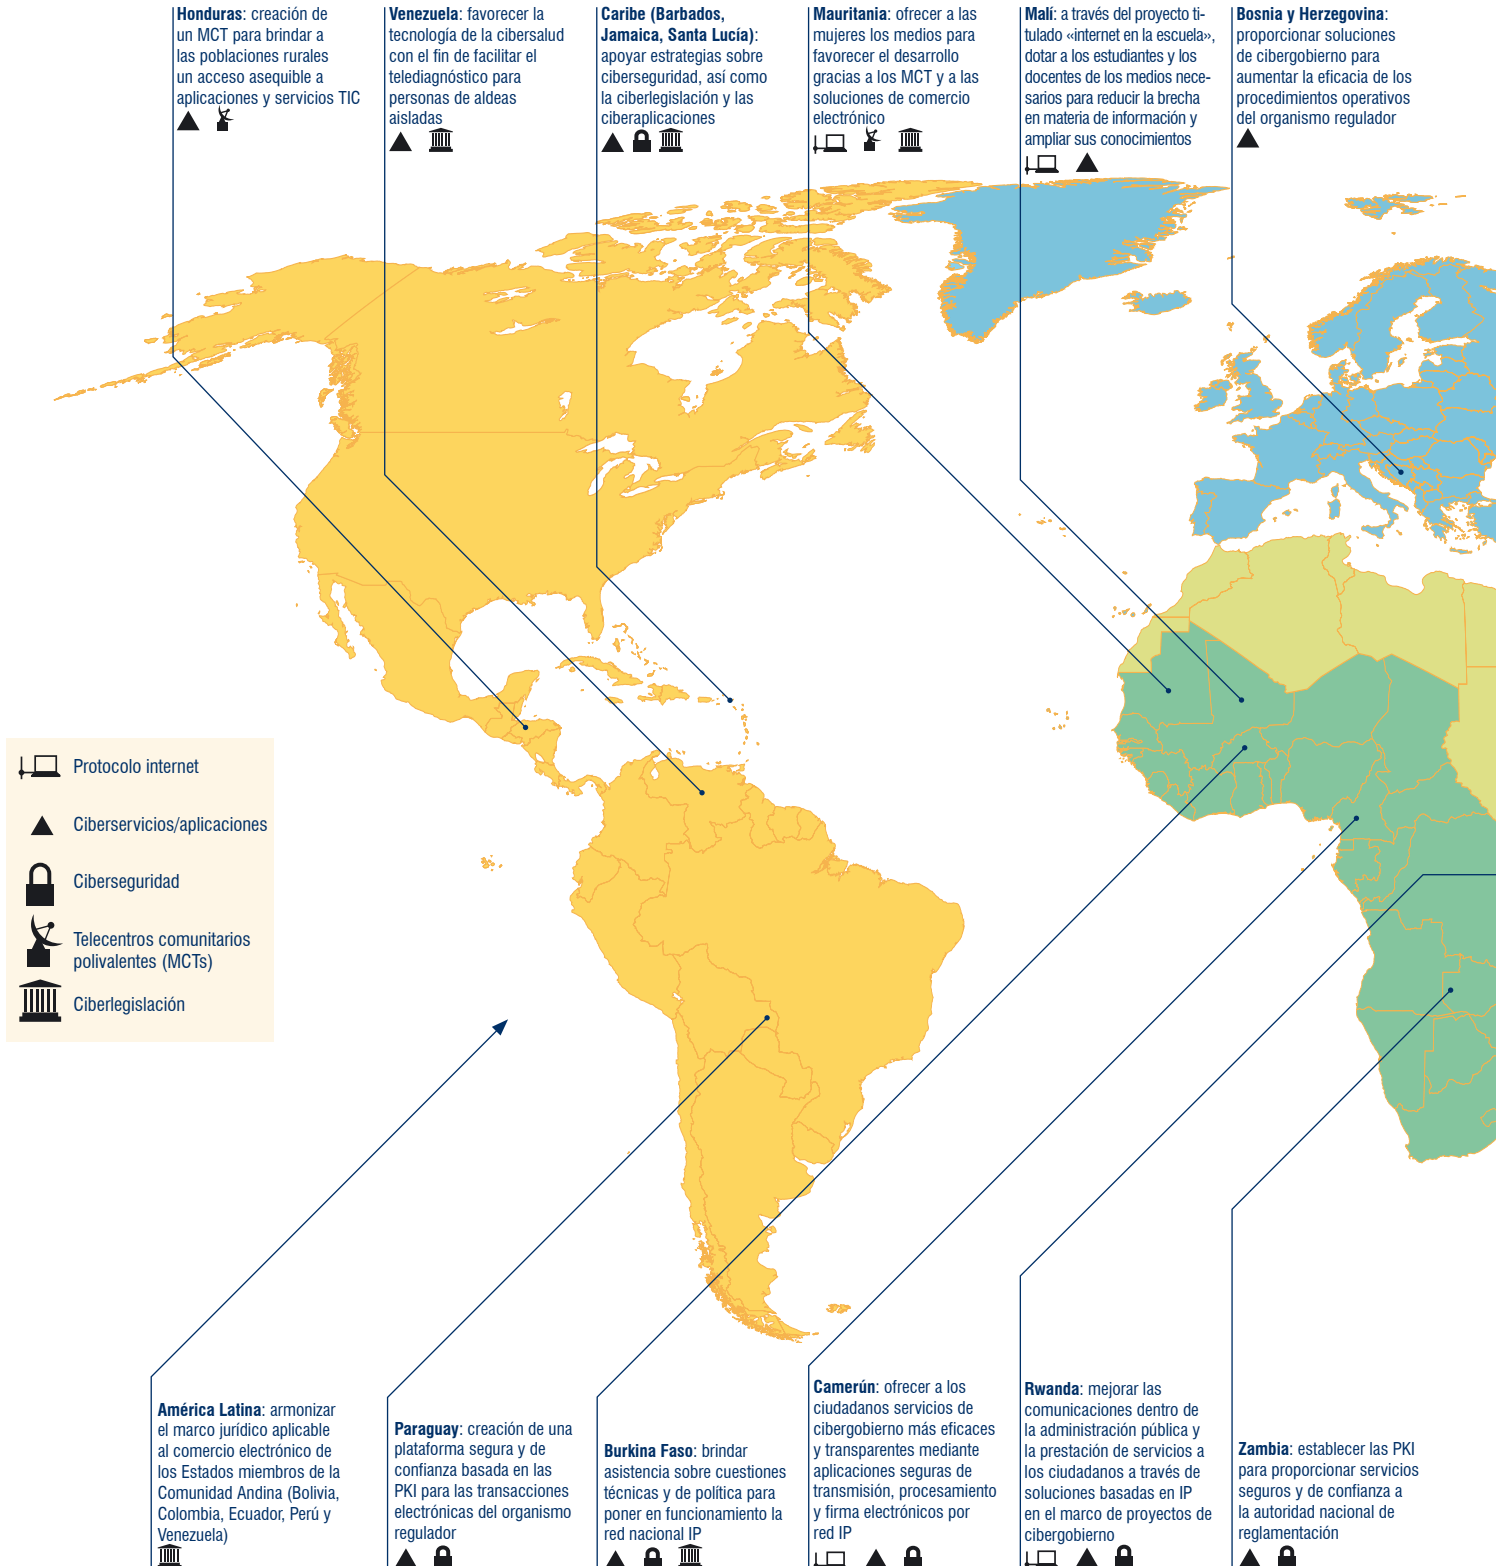 Honduras: creación de
un MCT para brindar a
las poblaciones rurales
un acceso asequible a
aplicaciones y servicios TIC
Venezuela: favorecer la
tecnología de la cibersalud
con el fin de facilitar el
telediagnóstico para
personas de aldeas
aisladas
Caribe (Barbados,
Jamaica, Santa Lucía):
apoyar estrategias sobre
ciberseguridad, así como
la ciberlegislación y las
ciberaplicaciones
Mauritania: ofrecer a las
mujeres los medios para
favorecer el desarrollo
gracias a los MCT y a las
soluciones de comercio
electrónico
Malí: a través del proyecto ti-
tulado «internet en la escuela»,
dotar a los estudiantes y los
docentes de los medios nece-
sarios para reducir la brecha
en materia de información y
ampliar sus conocimientos
Bosnia y Herzegovina:
proporcionar soluciones
de cibergobierno para
aumentar la eficacia de los
procedimientos operativos
del organismo regulador
Protocolo internet
Ciberservicios/aplicaciones
Ciberseguridad
Telecentros comunitarios
polivalentes (MCTs)
Ciberlegislación
América Latina: armonizar
el marco jurídico aplicable
al comercio electrónico de
los Estados miembros de la
Comunidad Andina (Bolivia,
Colombia, Ecuador, Perú y
Venezuela)
Paraguay: creación de una
plataforma segura y de
confianza basada en las
PKI para las transacciones
electrónicas del organismo
regulador
Burkina Faso: brindar
asistencia sobre cuestiones
técnicas y de política para
poner en funcionamiento la
red nacional IP
Camerún: ofrecer a los
ciudadanos servicios de
cibergobierno más eficaces
y transparentes mediante
aplicaciones seguras de
transmisión, procesamiento
y firma electrónicos por
red IP
Rwanda: mejorar las
comunicaciones dentro de
la administración pública y
la prestación de servicios a
los ciudadanos a través de
soluciones basadas en IP
en el marco de proyectos de
cibergobierno
Zambia: establecer las PKI
para proporcionar servicios
seguros y de confianza a
la autoridad nacional de
reglamentación